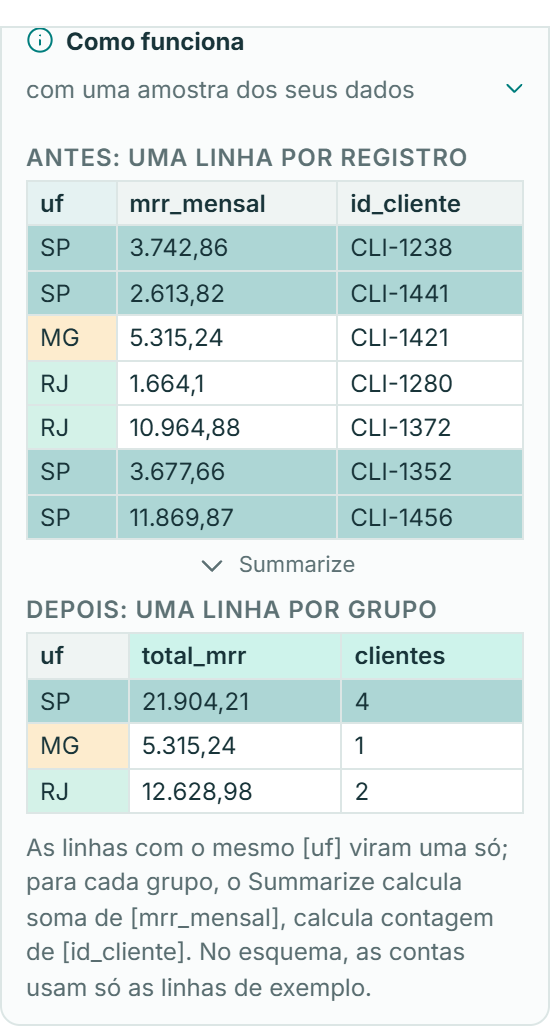 Como funciona
com uma amostra dos seus dados
ANTES: UMA LINHA POR REGISTRO
uf mrr_mensal id_cliente
SP 3.742,86 CLI-1238
SP 2.613,82 CLI-1441
MG 5.315,24 CLI-1421
RJ 1.664,1 CLI-1280
RJ 10.964,88 CLI-1372
SP 3.677,66 CLI-1352
SP 11.869,87 CLI-1456
Summarize
DEPOIS: UMA LINHA POR GRUPO
uf total_mrr clientes
SP 21.904,21 4
MG 5.315,24 1
RJ 12.628,98 2
As linhas com o mesmo [uf] viram uma só;
para cada grupo, o Summarize calcula
soma de [mrr_mensal], calcula contagem
de [id_cliente]. No esquema, as contas
usam só as linhas de exemplo.